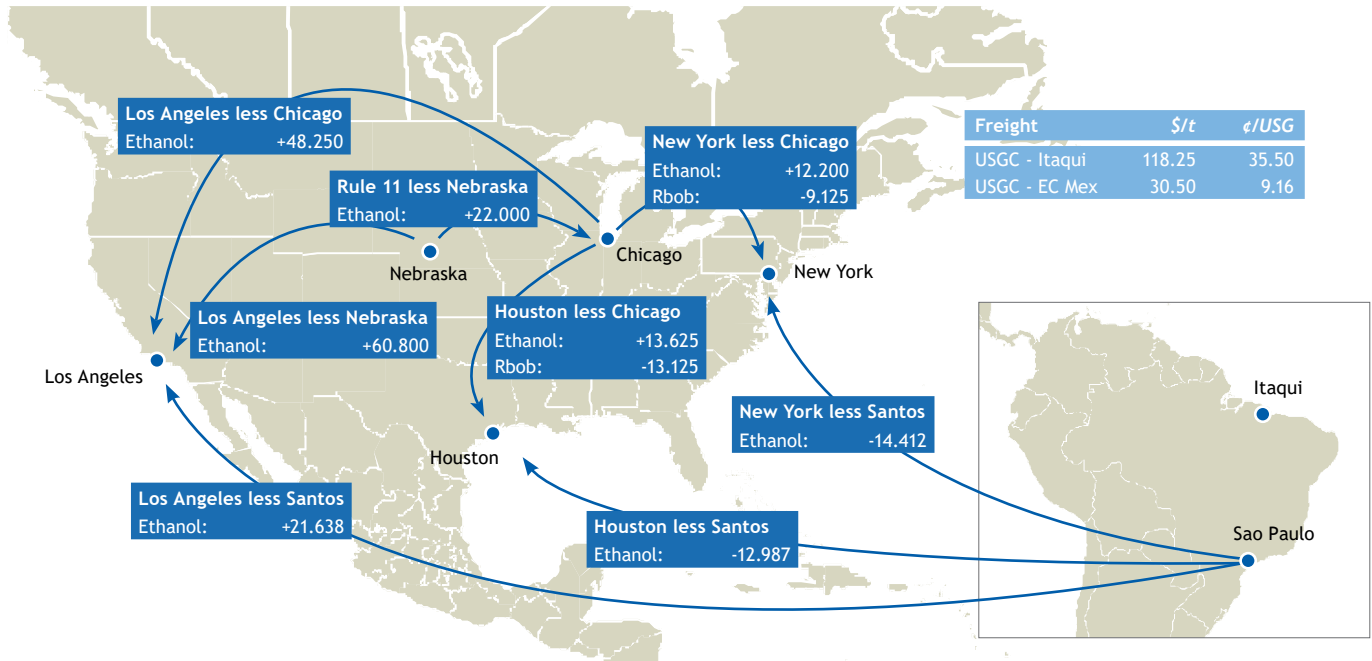 Los Angeles less Chicago
Ethanol: +48.250
New York less Chicago
Ethanol: +12.200
Rbob: -9.125
Freight $/t ¢/USG
USGC - Itaqui 118.25 35.50
USGC - EC Mex 30.50 9.16
Rule 11 less Nebraska
Ethanol: +22.000
Chicago
Nebraska
New York
Los Angeles less Nebraska
Ethanol: +60.800
Houston less Chicago
Ethanol: +13.625
Rbob: -13.125
Los Angeles
Itaqui
New York less Santos
Ethanol: -14.412
Houston
Los Angeles less Santos
Ethanol: +21.638
Houston less Santos
Ethanol: -12.987
Sao Paulo